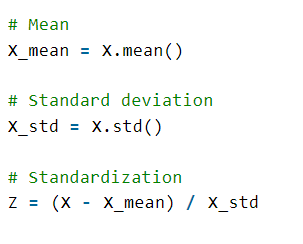 # Mean
X_mean = X.mean()
# Standard deviation
X_std = X.std()
# Standardization
Z = (X - X_mean) / X_std